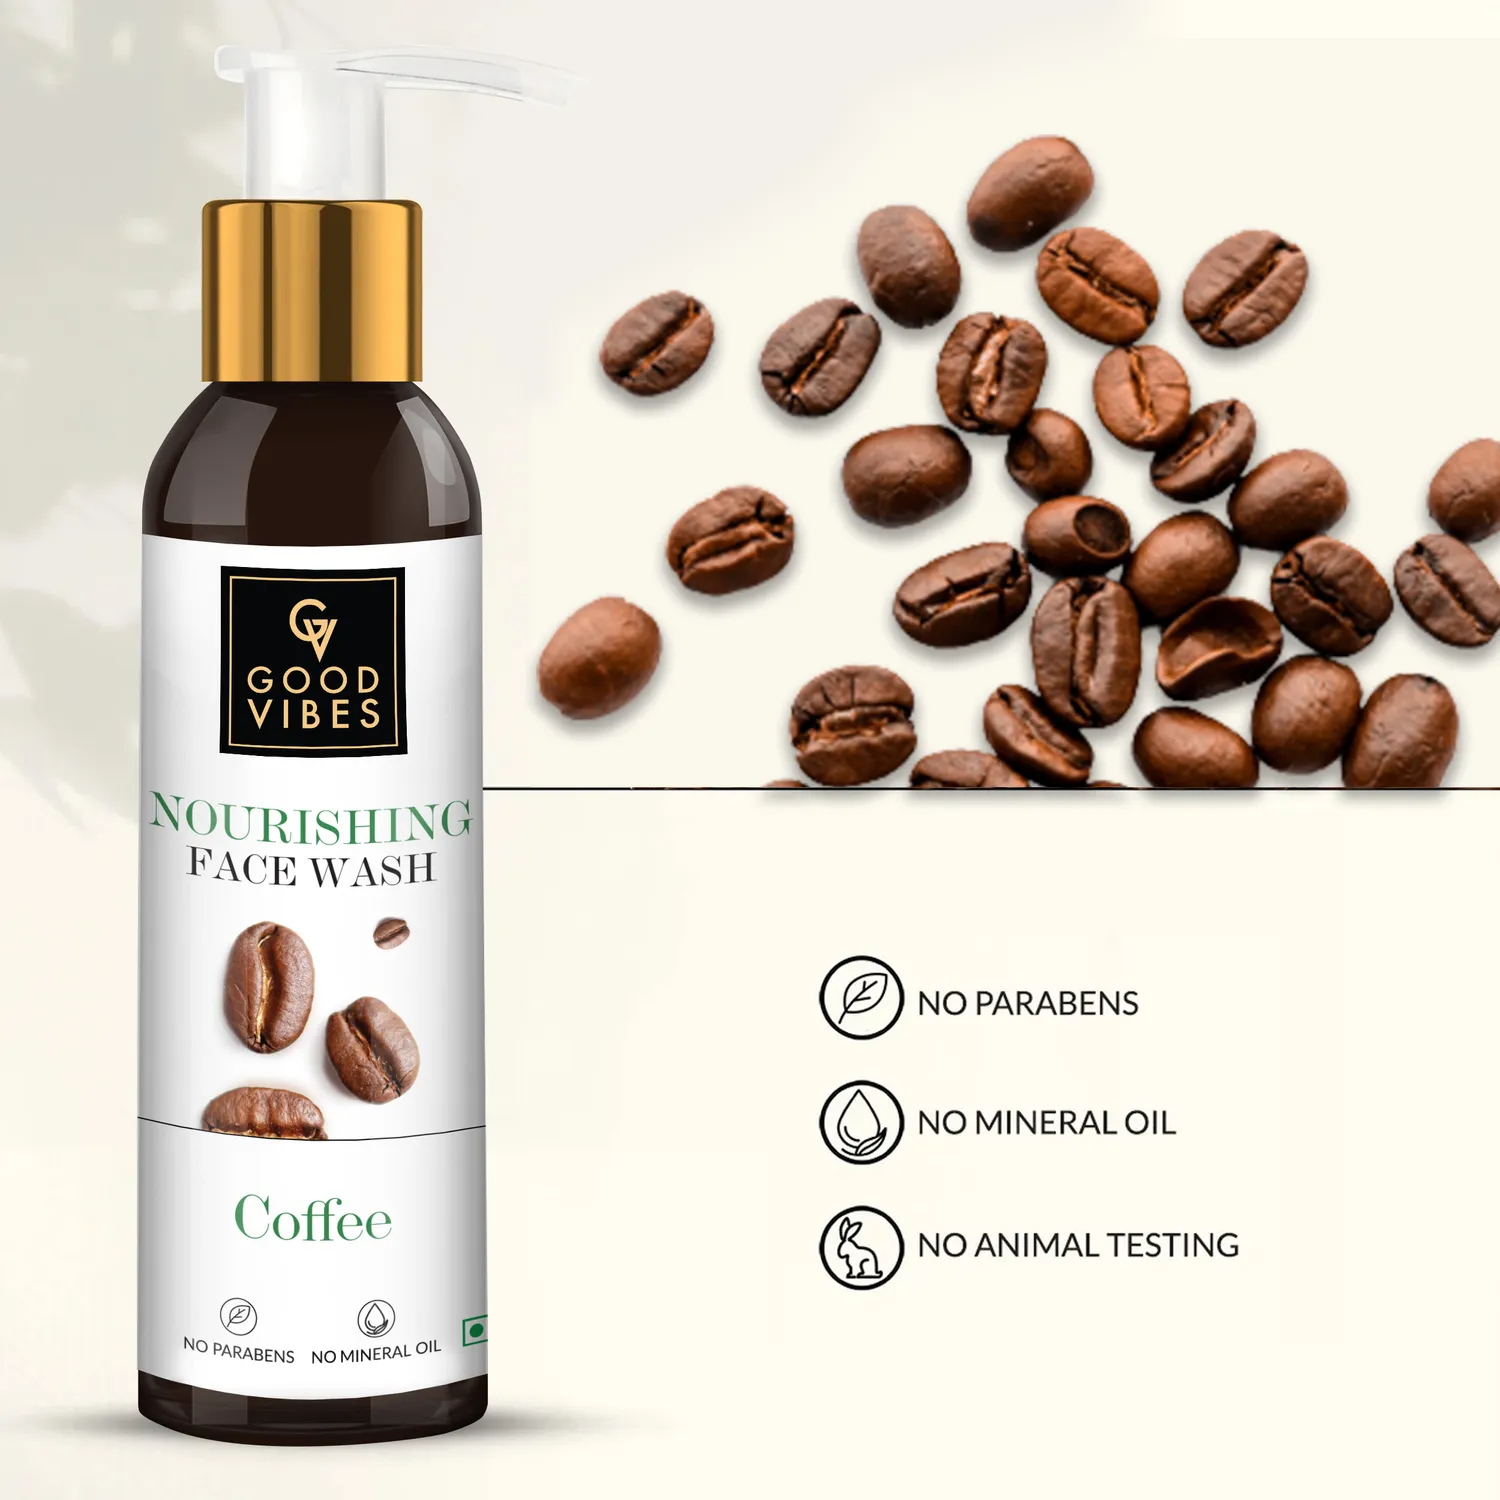 GV
GOOD
VIBES
NOURISHING
FACE WASH
Coffee
NO PARABENS
NO MINERAL OIL
NO PARABENS
NO MINERAL OIL
NO ANIMAL TESTING